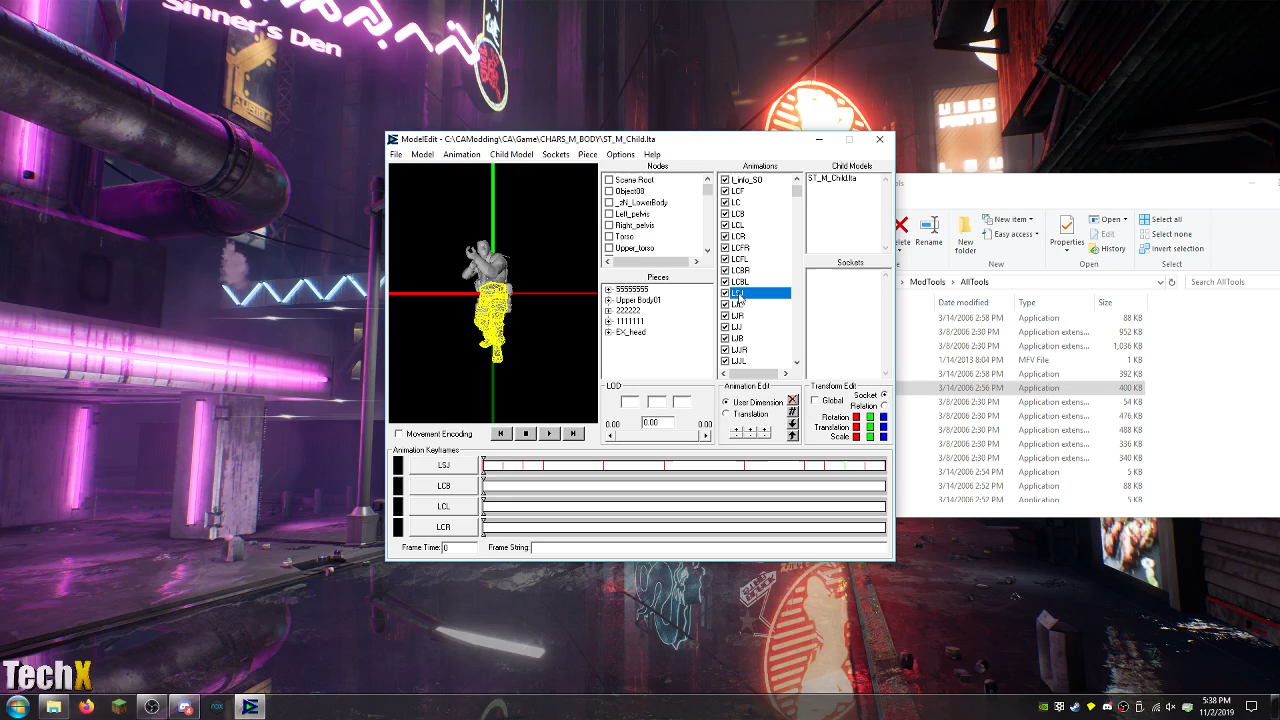 Sinner's Den
AUSTRIA
USED
PARTS
ModelEdit - C:\CAModding\CA\Game\CHARS_M_BODY\ST_M_Child.lta
File Model Animation Child Model Sockets Piece Options Help
Nodes
Scene Root
Object08
_zN_LowerBody
Left_pelvis
Right_pelvis
Torso
Upper_torso
Pieces
55555555
Upper Body01
222222
1111111
EX_head
Animations
I_info_SO
LCF
LC
LCB
LCL
LCR
LCFR
LCFL
LCBR
LCBL
LSJ
LJR
LJ
LJB
LJJR
LJJL
Child Models
ST_M_Child.lta
Sockets
LOD
0.00 0.00 0.00
Animation Edit
User Dimension
Translation
Transform Edit
Global
Socket
Rotation
Rotation
Translation
Scale
Movement Encoding
Animation Keyframes
LSJ
LCB
LCL
LCR
Frame Time: 0 Frame String:
Rename
New folder
New item
Easy access
Properties
Open
Edit
History
Select all
Select none
Invert selection
New Open Select
ModTools > AllTools
Search AllTools
Date modified Type Size
3/14/2006 2:58 PM Application 88 KB
3/8/2006 2:30 PM Application extens... 952 KB
3/8/2006 2:30 PM Application extens... 1,036 KB
1/14/2013 8:04 PM MFV File 1 KB
3/14/2006 2:58 PM Application 392 KB
3/14/2006 2:56 PM Application 400 KB
3/8/2006 2:30 PM Application extens... 54 KB
3/8/2006 2:30 PM Application extens... 476 KB
3/8/2006 2:30 PM Application extens... 488 KB
3/8/2006 2:30 PM Application extens... 336 KB
3/8/2006 2:30 PM Application extens... 340 KB
3/14/2006 2:54 PM Application 5 KB
3/14/2006 2:52 PM Application 88 KB
3/14/2006 2:52 PM Application 5 KB
TechX
5:38 PM
11/2/2019